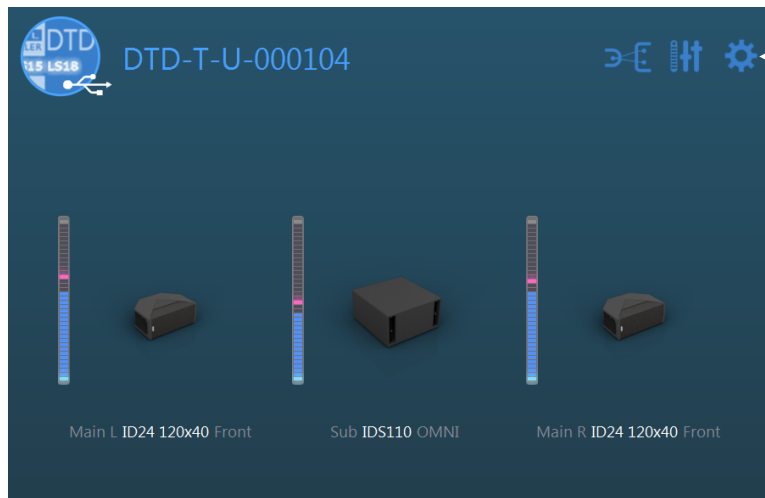 DTD
LS18
DTD-T-U-000104
Main L ID24 120x40 Front
Sub IDS110 OMNI
Main R ID24 120x40 Front